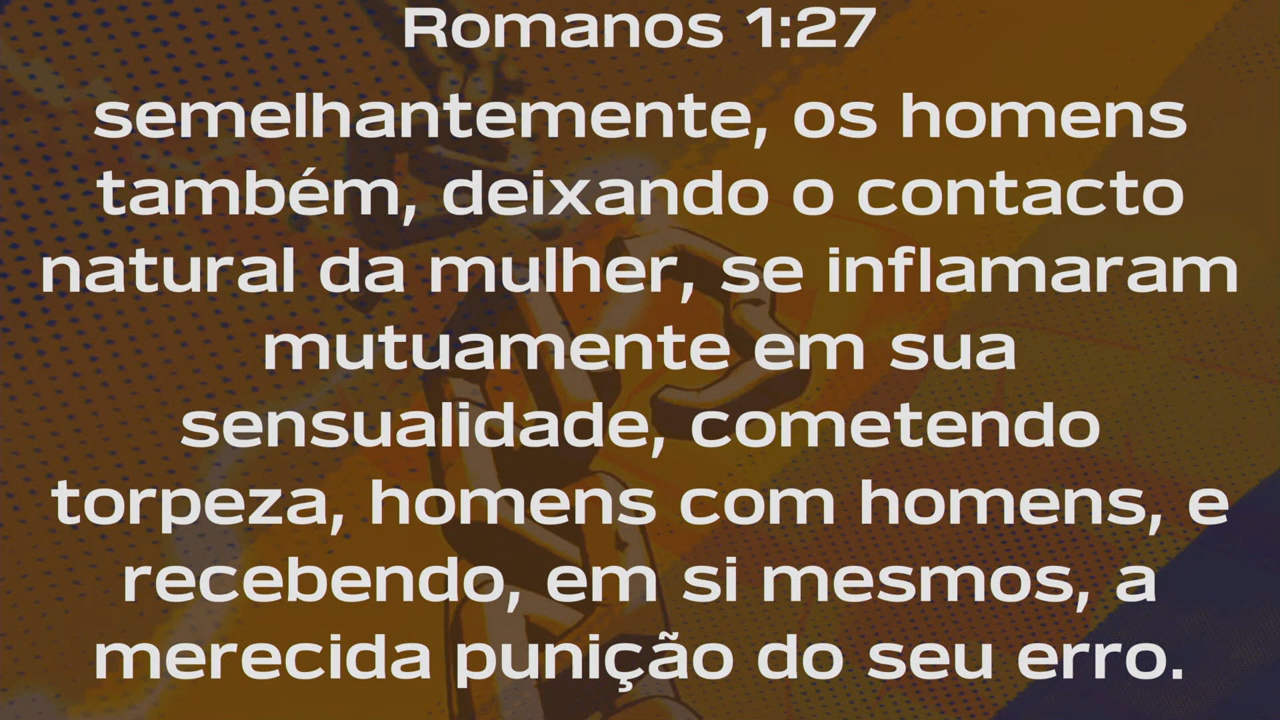 Romanos 1:27
semelhantemente, os homens
também, deixando o contacto
natural da mulher, se inflamaram
mutuamente em sua
sensualidade, cometendo
torpeza, homens com homens, e
recebendo, em si mesmos, a
merecida punição do seu erro.